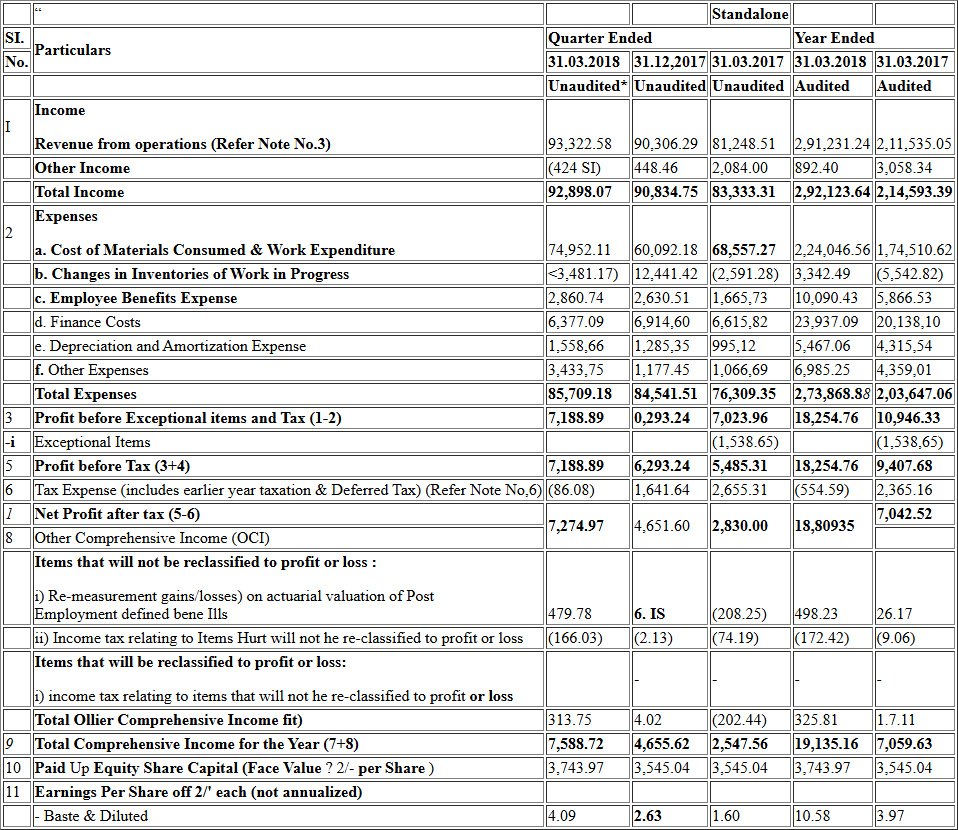 “
Standalone
SI. Particulars Quarter Ended Year Ended
No. 31.03.2018 31.12,2017 31.03.2017 31.03.2018 31.03.2017
Unaudited* Unaudited Unaudited Audited Audited
I Income
Revenue from operations (Refer Note No.3) 93,322.58 90,306.29 81,248.51 2,91,231.24 2,11,535.05
Other Income (424 SI) 448.46 2,084.00 892.40 3,058.34
Total Income 92,898.07 90,834.75 83,333.31 2,92,123.64 2,14,593.39
2 Expenses
a. Cost of Materials Consumed & Work Expenditure 74,952.11 60,092.18 68,557.27 2,24,046.56 1,74,510.62
b. Changes in Inventories of Work in Progress <3,481.17) 12,441.42 (2,591.28) 3,342.49 (5,542.82)
c. Employee Benefits Expense 2,860.74 2,630.51 1,665,73 10,090.43 5,866.53
d. Finance Costs 6,377.09 6,914,60 6,615,82 23,937.09 20,138,10
e. Depreciation and Amortization Expense 1,558,66 1,285,35 995,12 5,467.06 4,315,54
f. Other Expenses 3,433,75 1,177.45 1,066,69 6,985.25 4,359,01
Total Expenses 85,709.18 84,541.51 76,309.35 2,73,868.88 2,03,647.06
3 Profit before Exceptional items and Tax (1-2) 7,188.89 0,293.24 7,023.96 18,254.76 10,946.33
-i Exceptional Items (1,538.65) (1,538,65)
5 Profit before Tax (3+4) 7,188.89 6,293.24 5,485.31 18,254.76 9,407.68
6 Tax Expense (includes earlier year taxation & Deferred Tax) (Refer Note No,6) (86.08) 1,641.64 2,655.31 (554.59) 2,365.16
1 Net Profit after tax (5-6) 7,274.97 4,651.60 2,830.00 18,80935 7,042.52
8 Other Comprehensive Income (OCI)
Items that will not be reclassified to profit or loss :
i) Re-measurement gains/losses) on actuarial valuation of Post
Employment defined bene Ills 479.78 6. IS (208.25) 498.23 26.17
ii) Income tax relating to Items Hurt will not he re-classified to profit or loss (166.03) (2.13) (74.19) (172.42) (9.06)
Items that will be reclassified to profit or loss:
- - - -
i) income tax relating to items that will not he re-classified to profit or loss
Total Ollier Comprehensive Income fit) 313.75 4.02 (202.44) 325.81 1.7.11
9 Total Comprehensive Income for the Year (7+8) 7,588.72 4,655.62 2,547.56 19,135.16 7,059.63
10 Paid Up Equity Share Capital (Face Value ? 2/- per Share ) 3,743.97 3,545.04 3,545.04 3,743.97 3,545.04
11 Earnings Per Share off 2/' each (not annualized)
- Baste & Diluted 4.09 2.63 1.60 10.58 3.97